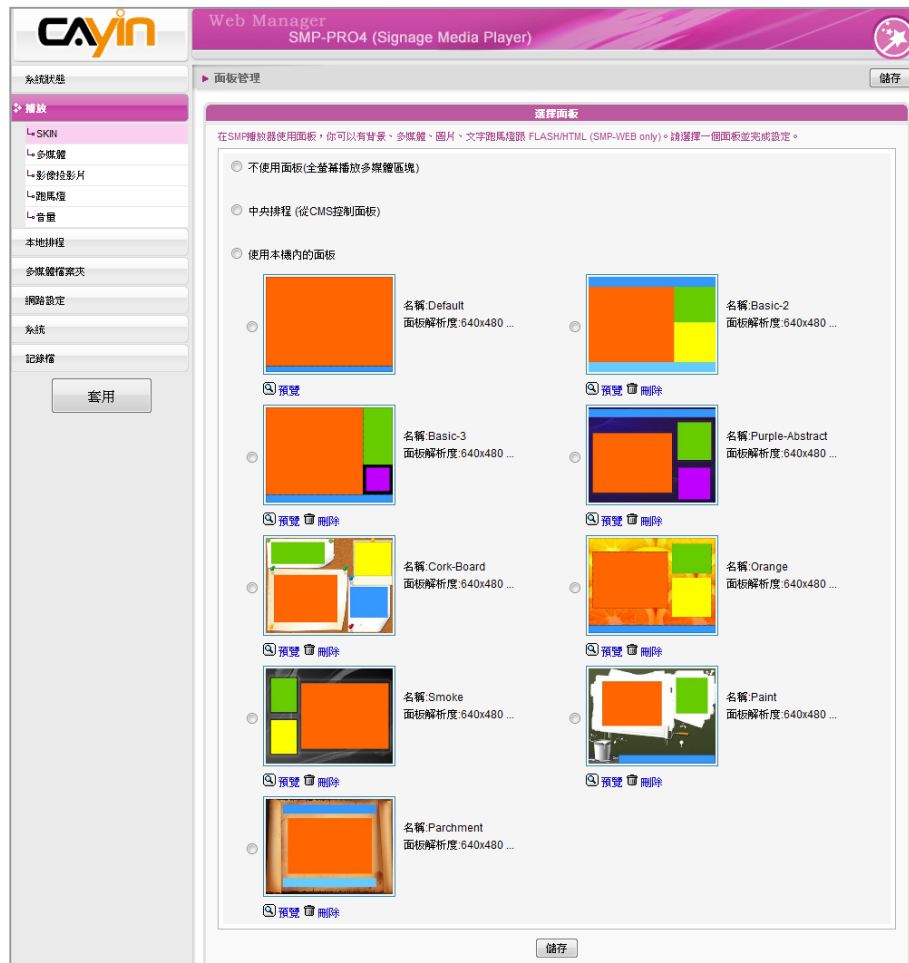 CAYIN
Web Manager
SMP-PRO4 (Signage Media Player)
系統狀態
播放
SKIN
多媒體
影像投影片
跑馬燈
音量
本地排程
多媒體檔案夾
網路設定
系統
記錄檔
套用
面板管理
儲存
選擇面板
在SMP播放器使用面板，你可以有背景、多媒體、圖片、文字跑馬燈跟 FLASH/HTML (SMP-WEB only)。請選擇一個面板並完成設定。
不使用面板(全螢幕播放多媒體區塊)
中央排程 (從CMS控制面板)
使用本機內的面板
名稱:Default
面板解析度:640x480 ...
預覽
名稱:Basic-2
面板解析度:640x480 ...
預覽 刪除
名稱:Basic-3
面板解析度:640x480 ...
預覽 刪除
名稱:Purple-Abstract
面板解析度:640x480 ...
預覽 刪除
名稱:Cork-Board
面板解析度:640x480 ...
預覽 刪除
名稱:Orange
面板解析度:640x480 ...
預覽 刪除
名稱:Smoke
面板解析度:640x480 ...
預覽 刪除
名稱:Paint
面板解析度:640x480 ...
預覽 刪除
名稱:Parchment
面板解析度:640x480 ...
預覽 刪除
儲存